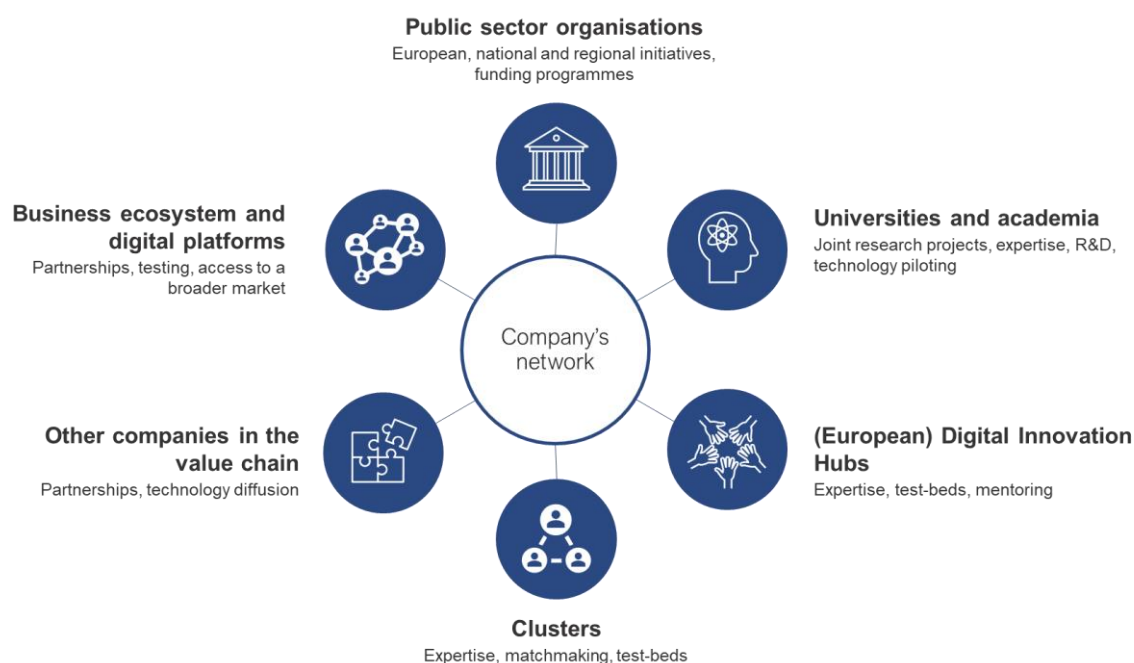 Public sector organisations
European, national and regional initiatives,
funding programmes
Business ecosystem and
digital platforms
Partnerships, testing, access to a
broader market
Universities and academia
Joint research projects, expertise, R&D,
technology piloting
Company's
network
Other companies in the
value chain
Partnerships, technology diffusion
(European) Digital Innovation
Hubs
Expertise, test-beds, mentoring
Clusters
Expertise, matchmaking, test-beds